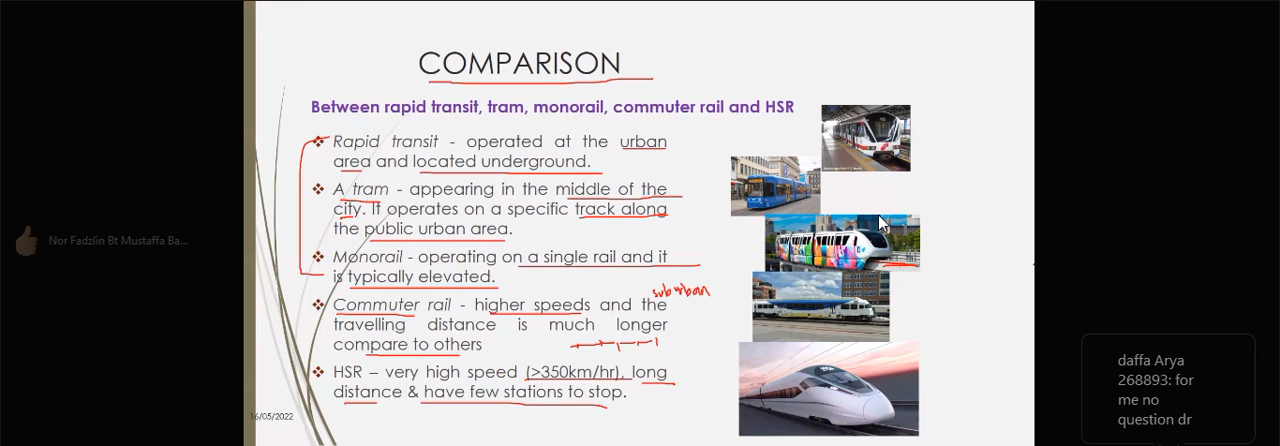 COMPARISON
Between rapid transit, tram, monorail, commuter rail and HSR
Rapid transit - operated at the urban
area and located underground.
A tram - appearing in the middle of the
city. It operates on a specific track along
the public urban area.
Monorail - operating on a single rail and it
is typically elevated.
suburban
Commuter rail - higher speeds and the
travelling distance is much longer
compare to others
HSR – very high speed (>350km/hr), long
distance & have few stations to stop.
16/05/2022
Nor Fadzlin Bt Mustaffa Ba...
daffa Arya
268893: for
me no
question dr